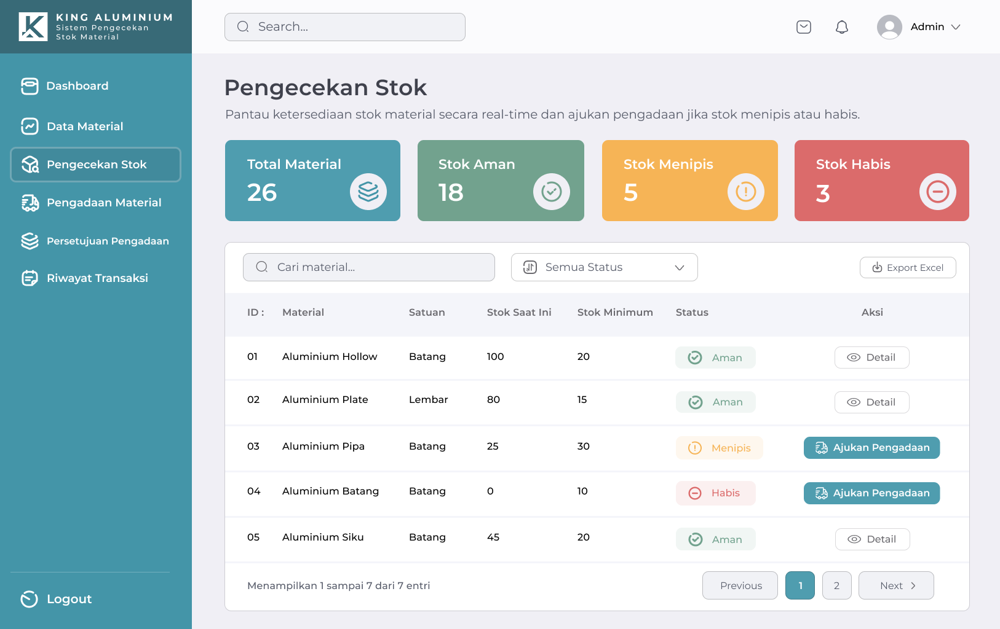 KING ALUMINIUM
Sistem Pengecekan
Stok Material
Search...
Admin
Dashboard
Data Material
Pengecekan Stok
Pengadaan Material
Persetujuan Pengadaan
Riwayat Transaksi
Logout
Pengecekan Stok
Pantau ketersediaan stok material secara real-time dan ajukan pengadaan jika stok menipis atau habis.
Total Material
26
Stok Aman
18
Stok Menipis
5
Stok Habis
3
Cari material...
Semua Status
Export Excel
ID : Material Satuan Stok Saat Ini Stok Minimum Status Aksi
01 Aluminium Hollow Batang 100 20 Aman Detail
02 Aluminium Plate Lembar 80 15 Aman Detail
03 Aluminium Pipa Batang 25 30 Menipis Ajukan Pengadaan
04 Aluminium Batang Batang 0 10 Habis Ajukan Pengadaan
05 Aluminium Siku Batang 45 20 Aman Detail
Menampilkan 1 sampai 7 dari 7 entri
Previous 1 2 Next